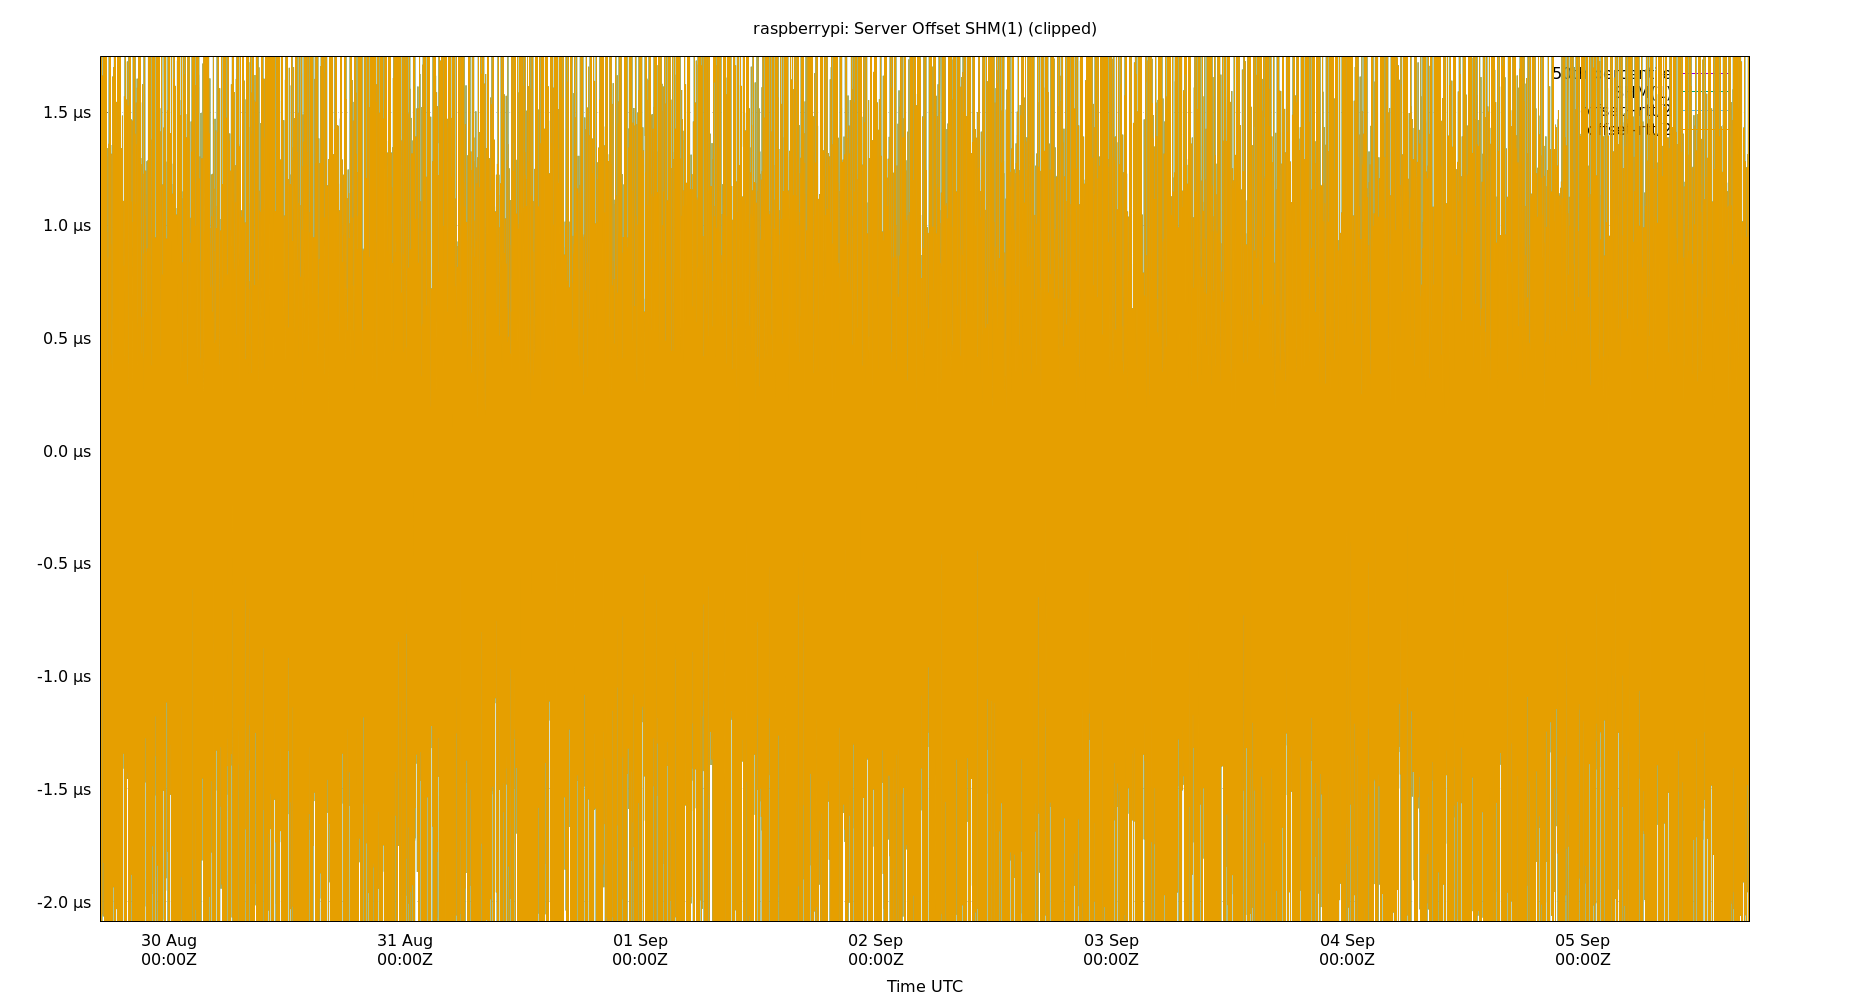 raspberrypi: Server Offset SHM(1) (clipped)
1.5 µs
1.0 µs
0.5 µs
0.0 µs
-0.5 µs
-1.0 µs
-1.5 µs
-2.0 µs
30 Aug 31 Aug 01 Sep 02 Sep 03 Sep 04 Sep 05 Sep
00:00Z 00:00Z 00:00Z 00:00Z 00:00Z 00:00Z 00:00Z
Time UTC